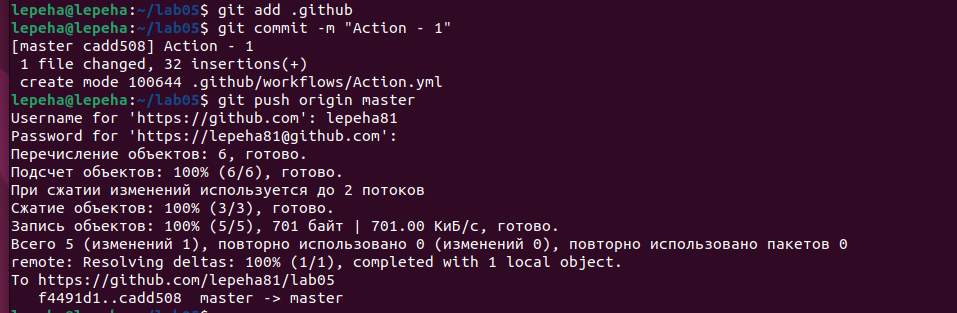 lepeha@lepeha:~/lab05$ git add .github
lepeha@lepeha:~/lab05$ git commit -m "Action - 1"
[master cadd508] Action - 1
 1 file changed, 32 insertions(+)
 create mode 100644 .github/workflows/Action.yml
lepeha@lepeha:~/lab05$ git push origin master
Username for 'https://github.com': lepeha81
Password for 'https://lepeha81@github.com':
Перечисление объектов: 6, готово.
Подсчет объектов: 100% (6/6), готово.
При сжатии изменений используется до 2 потоков
Сжатие объектов: 100% (3/3), готово.
Запись объектов: 100% (5/5), 701 байт | 701.00 КиБ/с, готово.
Всего 5 (изменений 1), повторно использовано 0 (изменений 0), повторно использовано пакетов 0
remote: Resolving deltas: 100% (1/1), completed with 1 local object.
To https://github.com/lepeha81/lab05
   f4491d1..cadd508  master -> master
lepeha@lepeha:~/lab05$